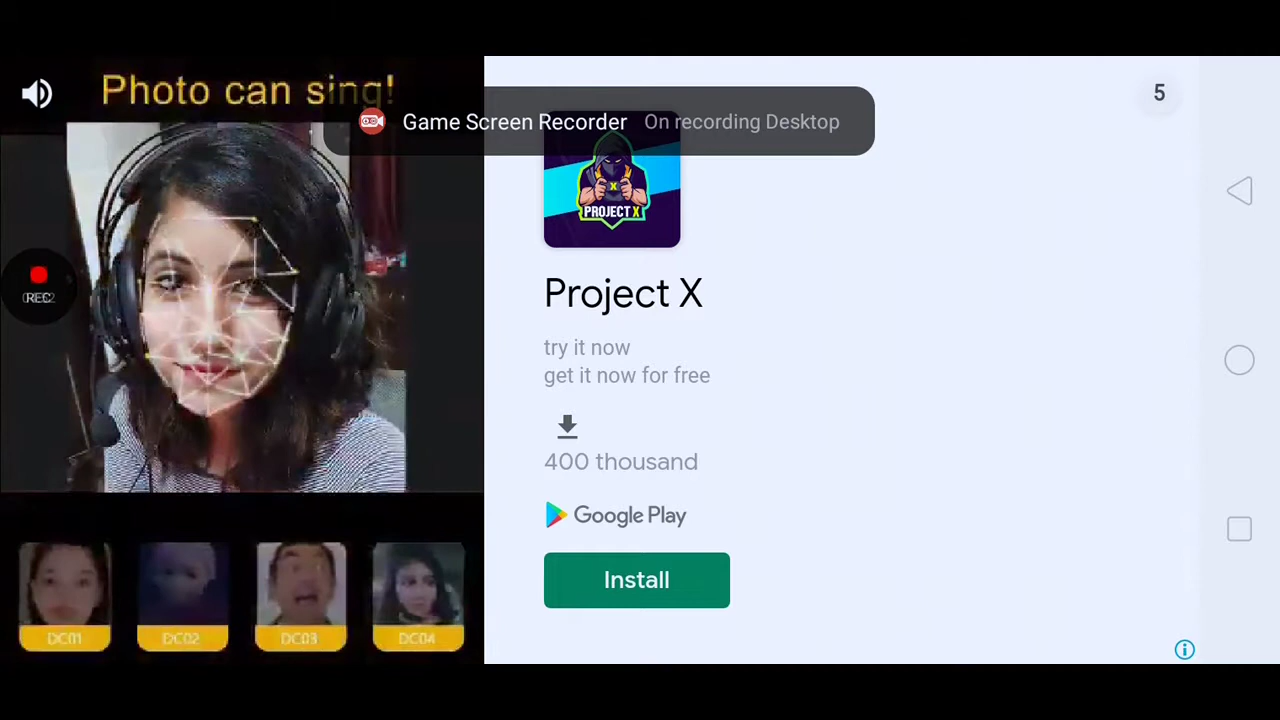 Photo can sing!
Game Screen Recorder On recording Desktop
5
PROJECT X
REC
Project X
try it now
get it now for free
400 thousand
Google Play
Install
DC01
DC02
DC03
DC04